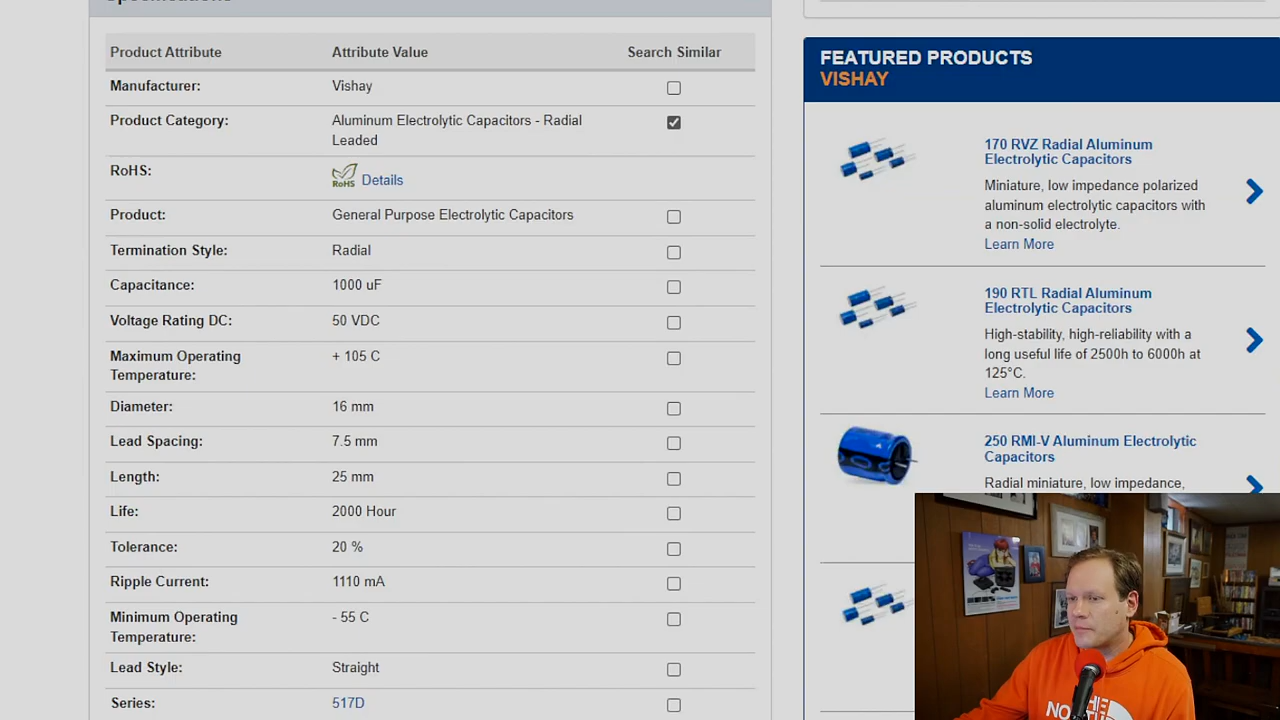 Product Attribute Attribute Value Search Similar
Manufacturer: Vishay
Product Category: Aluminum Electrolytic Capacitors - Radial
Leaded
RoHS: RoHS Details
Product: General Purpose Electrolytic Capacitors
Termination Style: Radial
Capacitance: 1000 uF
Voltage Rating DC: 50 VDC
Maximum Operating + 105 C
Temperature:
Diameter: 16 mm
Lead Spacing: 7.5 mm
Length: 25 mm
Life: 2000 Hour
Tolerance: 20 %
Ripple Current: 1110 mA
Minimum Operating - 55 C
Temperature:
Lead Style: Straight
Series: 517D
FEATURED PRODUCTS
VISHAY
170 RVZ Radial Aluminum
Electrolytic Capacitors
Miniature, low impedance polarized
aluminum electrolytic capacitors with
a non-solid electrolyte.
Learn More
190 RTL Radial Aluminum
Electrolytic Capacitors
High-stability, high-reliability with a
long useful life of 2500h to 6000h at
125°C.
Learn More
250 RMI-V Aluminum Electrolytic
Capacitors
Radial miniature, low impedance,
THE